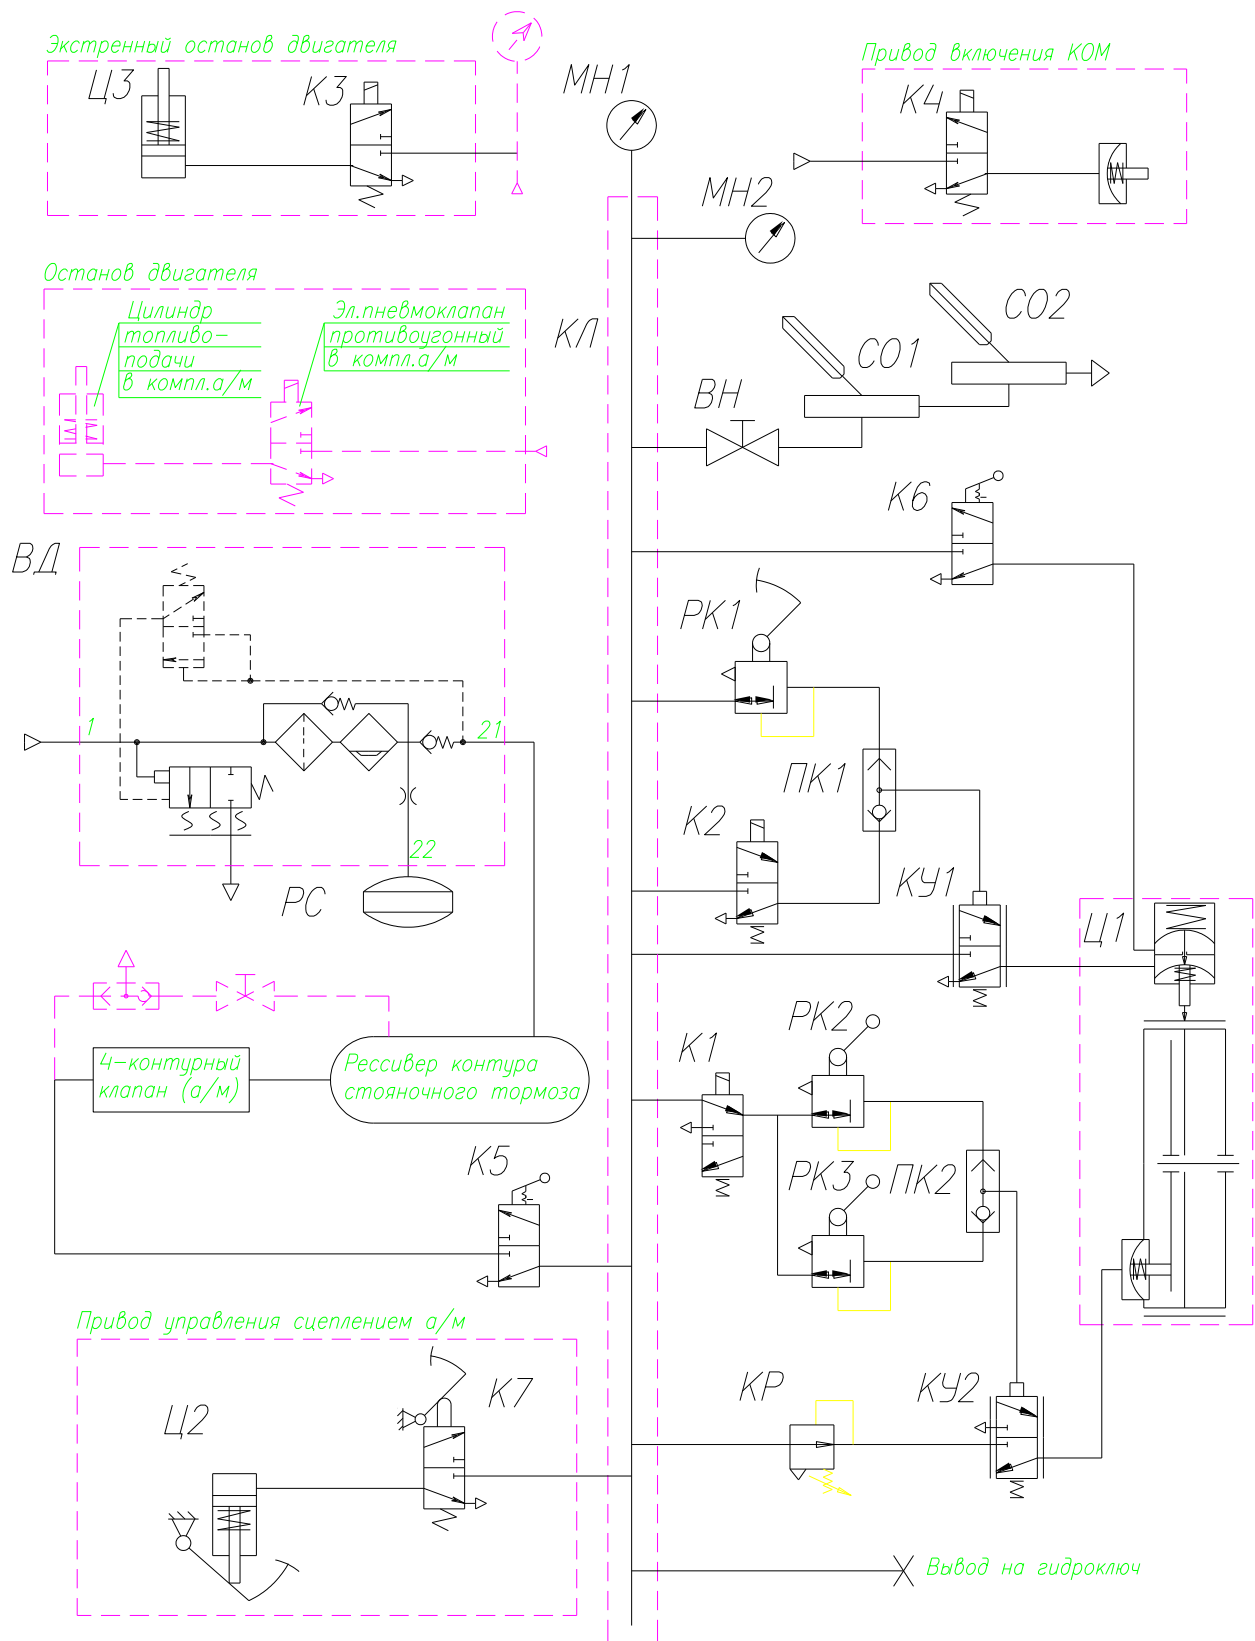 Экстренный останов двигателя
Ц3
К3
МН1
Привод включения КОМ
К4
МН2
Останов двигателя
Цилиндр
топливо-
подачи
в компл.а/м
Эл.пневмоклапан
противоугонный
в компл.а/м
КЛ
СО2
СО1
ВН
К6
ВД
РК1
1
21
ПК1
К2
22
РС
КУ1
Ц1
РК2
К1
4-контурный
клапан (а/м)
Рессивер контура
стояночного тормоза
К5
РК3
ПК2
Привод управления сцеплением а/м
К7
Ц2
КР
КУ2
Вывод на гидроключ